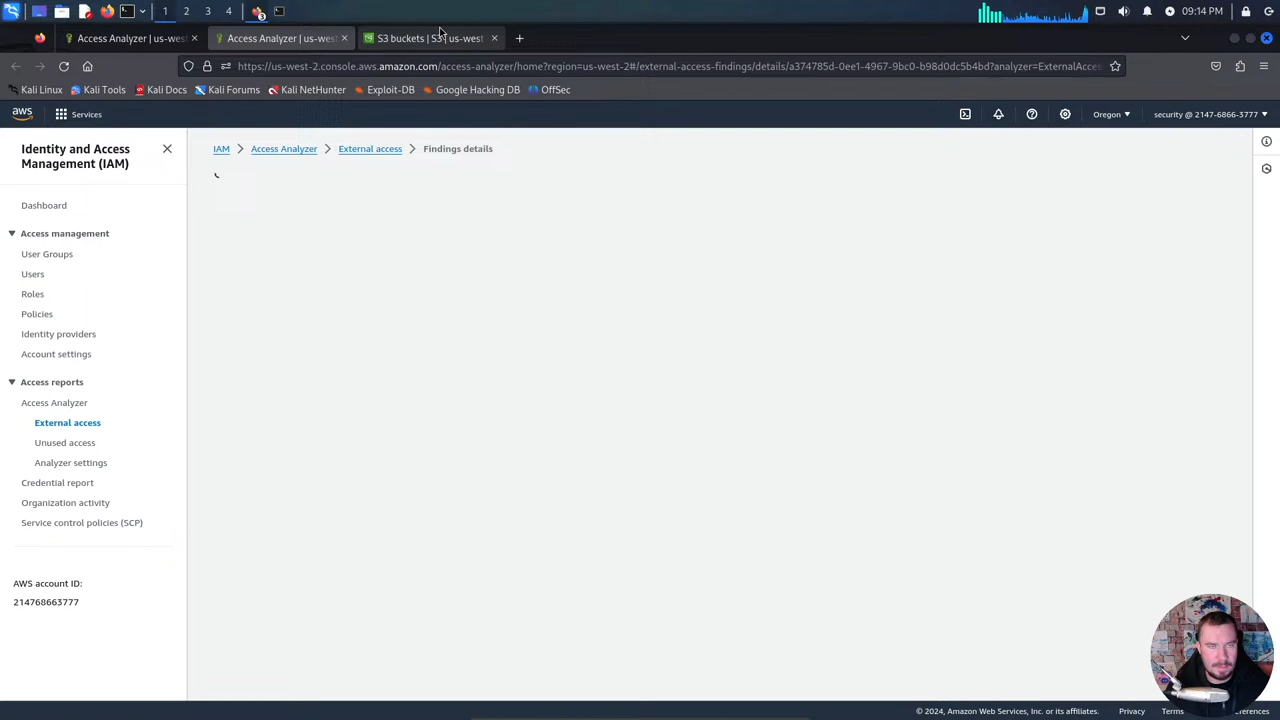 1
2
3
4
3
09:14 PM
Access Analyzer | us-west
Access Analyzer | us-west
S3 buckets | S3 | us-west
https://us-west-2.console.aws.amazon.com/access-analyzer/home?region=us-west-2#/external-access-findings/details/a374785d-0ee1-4967-9bc0-b98d0dc5b4bd?analyzer=ExternalAcces
Kali Linux
Kali Tools
Kali Docs
Kali Forums
Kali NetHunter
Exploit-DB
Google Hacking DB
OffSec
aws
Services
Oregon
security @ 2147-6866-3777
Identity and Access
Management (IAM)
IAM
Access Analyzer
External access
Findings details
Dashboard
Access management
User Groups
Users
Roles
Policies
Identity providers
Account settings
Access reports
Access Analyzer
External access
Unused access
Analyzer settings
Credential report
Organization activity
Service control policies (SCP)
AWS account ID:
214768663777
© 2024, Amazon Web Services, Inc. or its affiliates.
Privacy
Terms